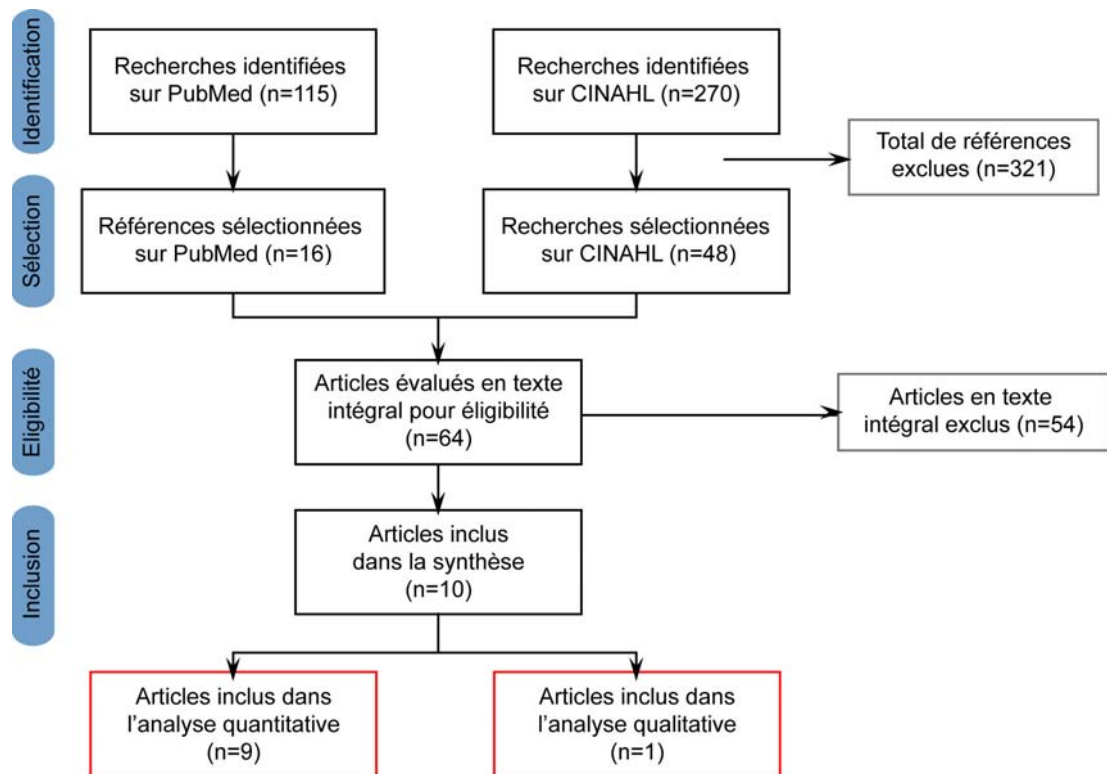 Identification
Recherches identifiées
sur PubMed (n=115)
Recherches identifiées
sur CINAHL (n=270)
Total de références
exclues (n=321)
Sélection
Références sélectionnées
sur PubMed (n=16)
Recherches sélectionnées
sur CINAHL (n=48)
Eligibilité
Articles évalués en texte
intégral pour éligibilité
(n=64)
Articles en texte
intégral exclus (n=54)
Inclusion
Articles inclus
dans la synthèse
(n=10)
Articles inclus dans
l'analyse quantitative
(n=9)
Articles inclus dans
l'analyse qualitative
(n=1)